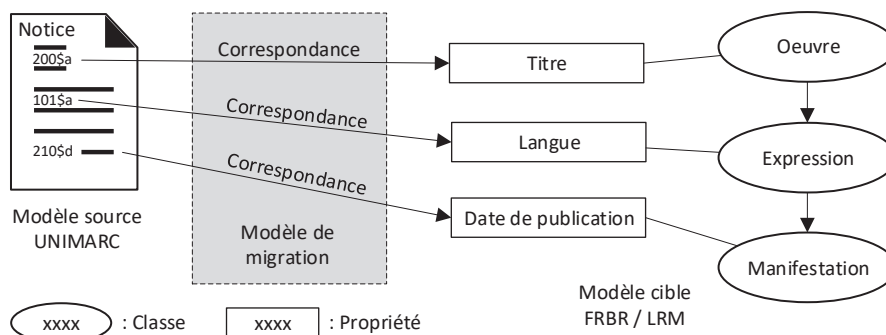 Notice
200$a
101$a
210$d
Modèle source
UNIMARC
Correspondance
Correspondance
Correspondance
Modèle de
migration
Titre
Langue
Date de publication
Oeuvre
Expression
Manifestation
Modèle cible
FRBR / LRM
xxxx : Classe
xxxx : Propriété